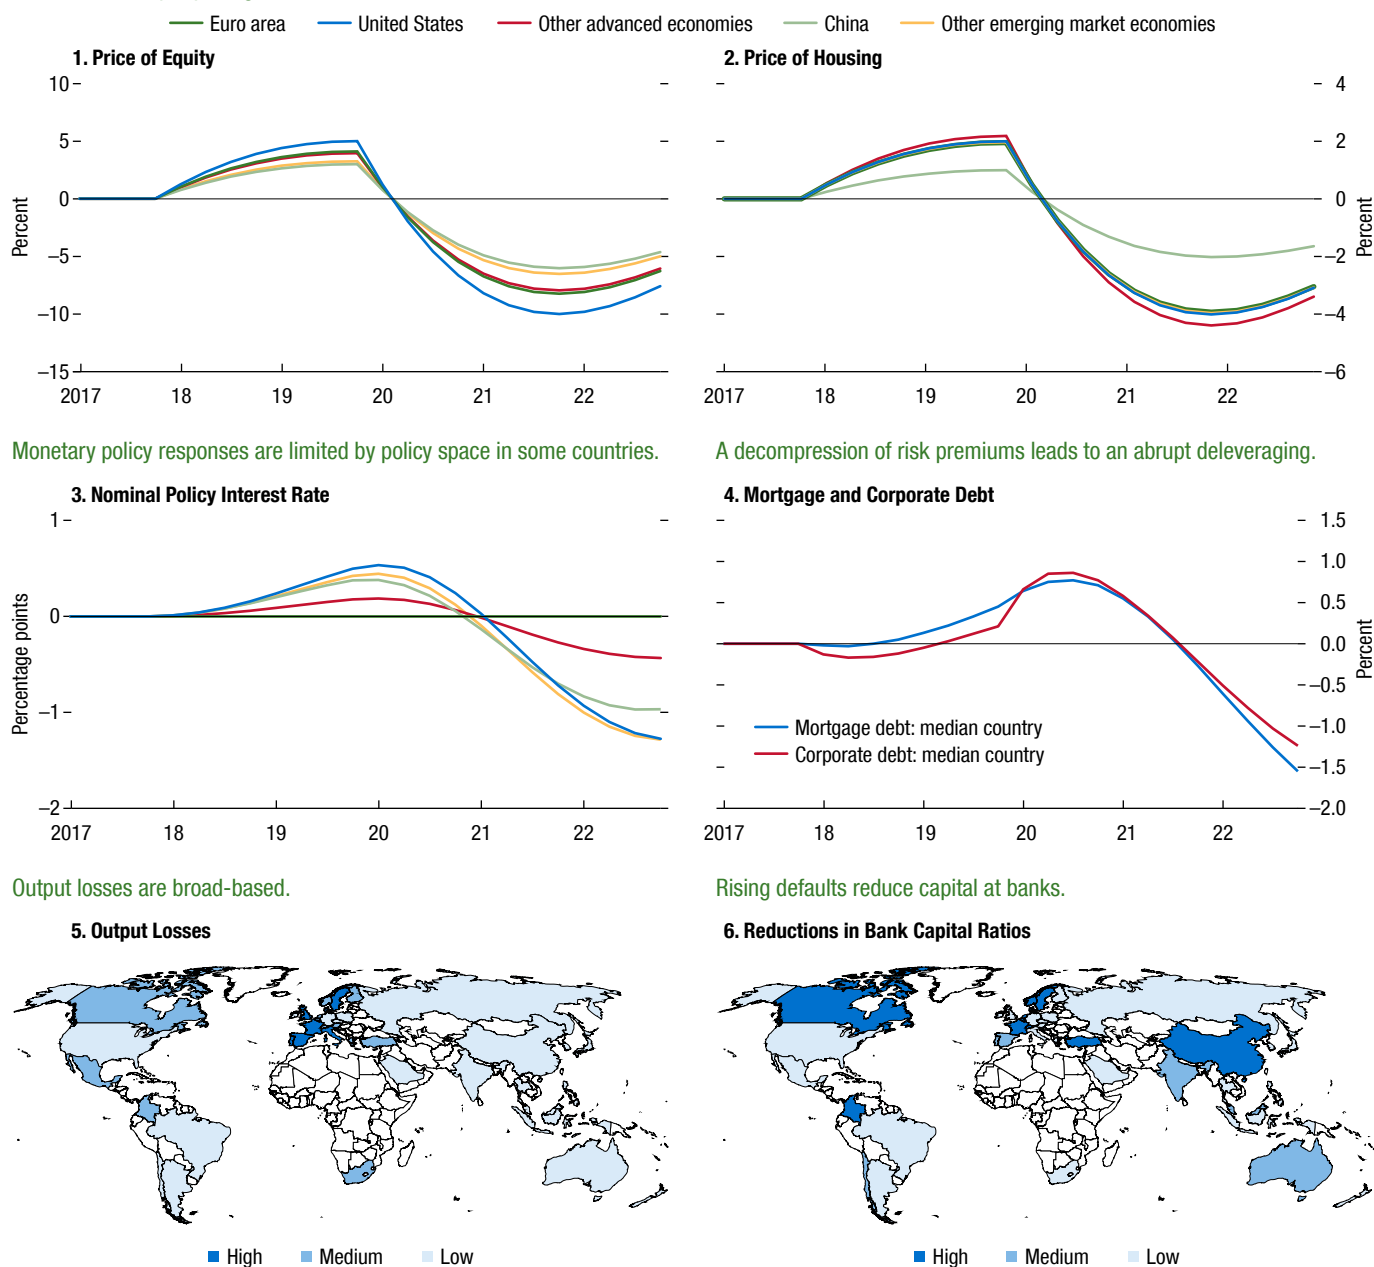 Euro area United States Other advanced economies China Other emerging market economies
1. Price of Equity
10
5
0
–5
–10
–15
Percent
2017 18 19 20 21 22
2. Price of Housing
4
2
0
–2
–4
–6
Percent
2017 18 19 20 21 22
Monetary policy responses are limited by policy space in some countries.
A decompression of risk premiums leads to an abrupt deleveraging.
3. Nominal Policy Interest Rate
1
0
–1
–2
Percentage points
2017 18 19 20 21 22
4. Mortgage and Corporate Debt
1.5
1.0
0.5
0.0
–0.5
–1.0
–1.5
–2.0
Percent
Mortgage debt: median country
Corporate debt: median country
2017 18 19 20 21 22
Output losses are broad-based.
Rising defaults reduce capital at banks.
5. Output Losses
High Medium Low
6. Reductions in Bank Capital Ratios
High Medium Low